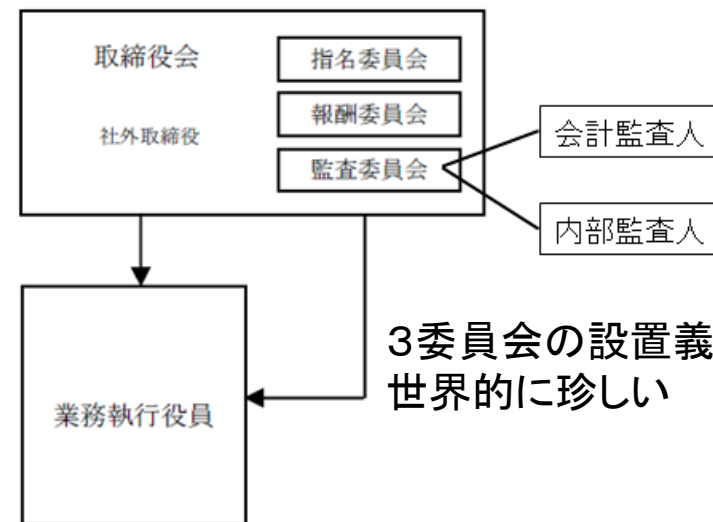 取締役会
社外取締役
指名委員会
報酬委員会
監査委員会
会計監査人
内部監査人
業務執行役員
3委員会の設置義
世界的に珍しい